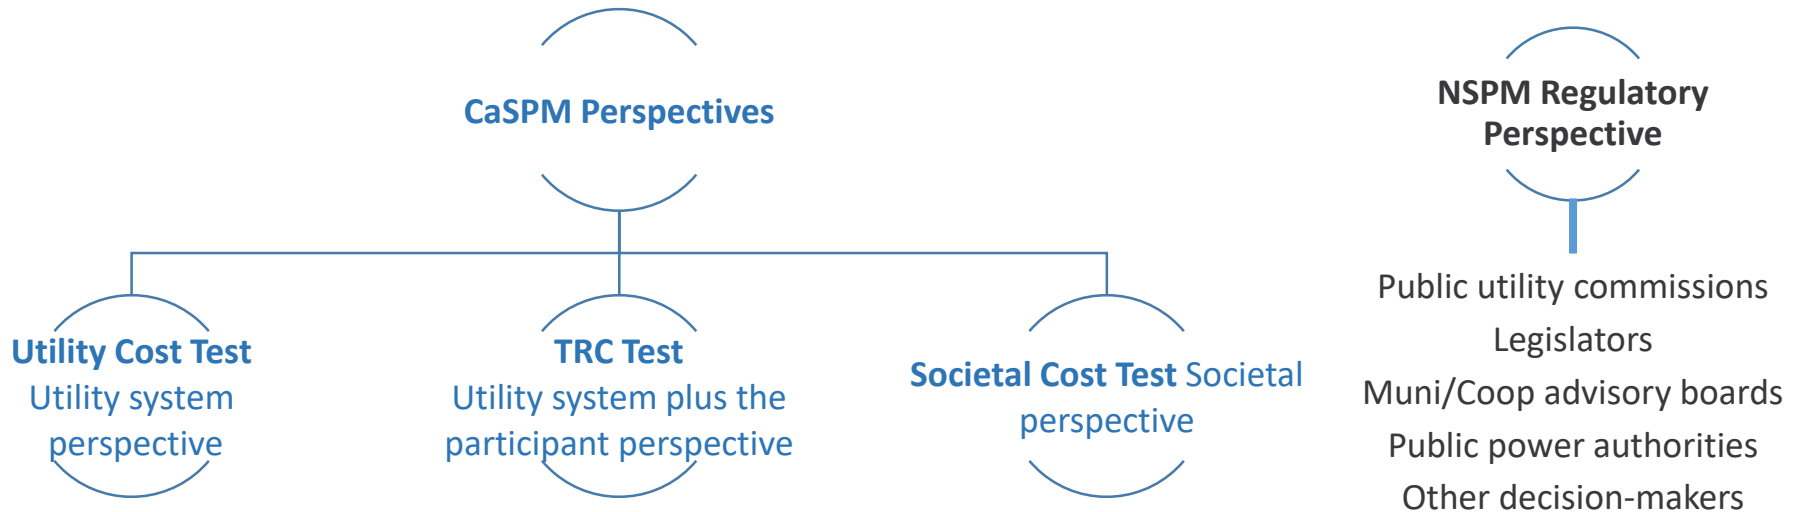 CaSPM Perspectives
Utility Cost Test
Utility system
perspective
TRC Test
Utility system plus the
participant perspective
Societal Cost Test Societal
perspective
NSPM Regulatory
Perspective
Public utility commissions
Legislators
Muni/Coop advisory boards
Public power authorities
Other decision-makers